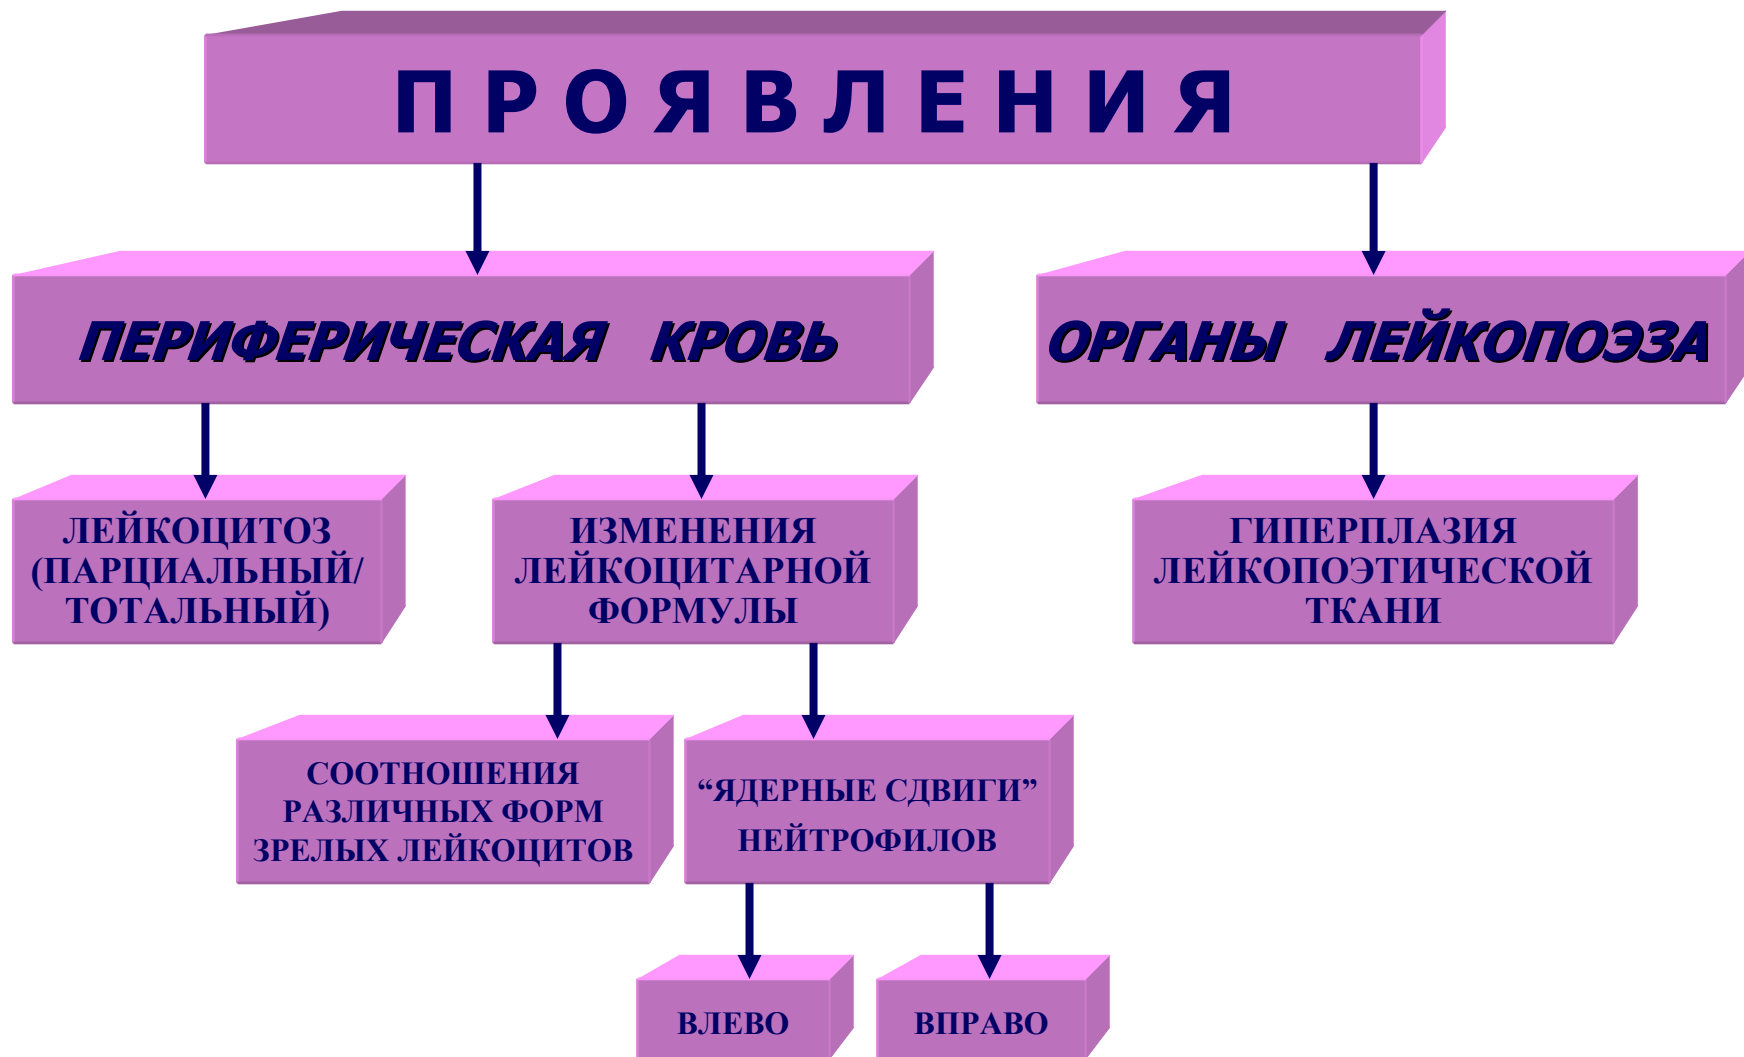 ПРОЯВЛЕНИЯ
ПЕРИФЕРИЧЕСКАЯ КРОВЬ
ОРГАНЫ ЛЕЙКОПОЭЗА
ЛЕЙКОЦИТОЗ
(ПАРЦИАЛЬНЫЙ/
ТОТАЛЬНЫЙ)
ИЗМЕНЕНИЯ
ЛЕЙКОЦИТАРНОЙ
ФОРМУЛЫ
ГИПЕРПЛАЗИЯ
ЛЕЙКОПОЭТИЧЕСКОЙ
ТКАНИ
СООТНОШЕНИЯ
РАЗЛИЧНЫХ ФОРМ
ЗРЕЛЫХ ЛЕЙКОЦИТОВ
“ЯДЕРНЫЕ СДВИГИ”
НЕЙТРОФИЛОВ
ВЛЕВО
ВПРАВО